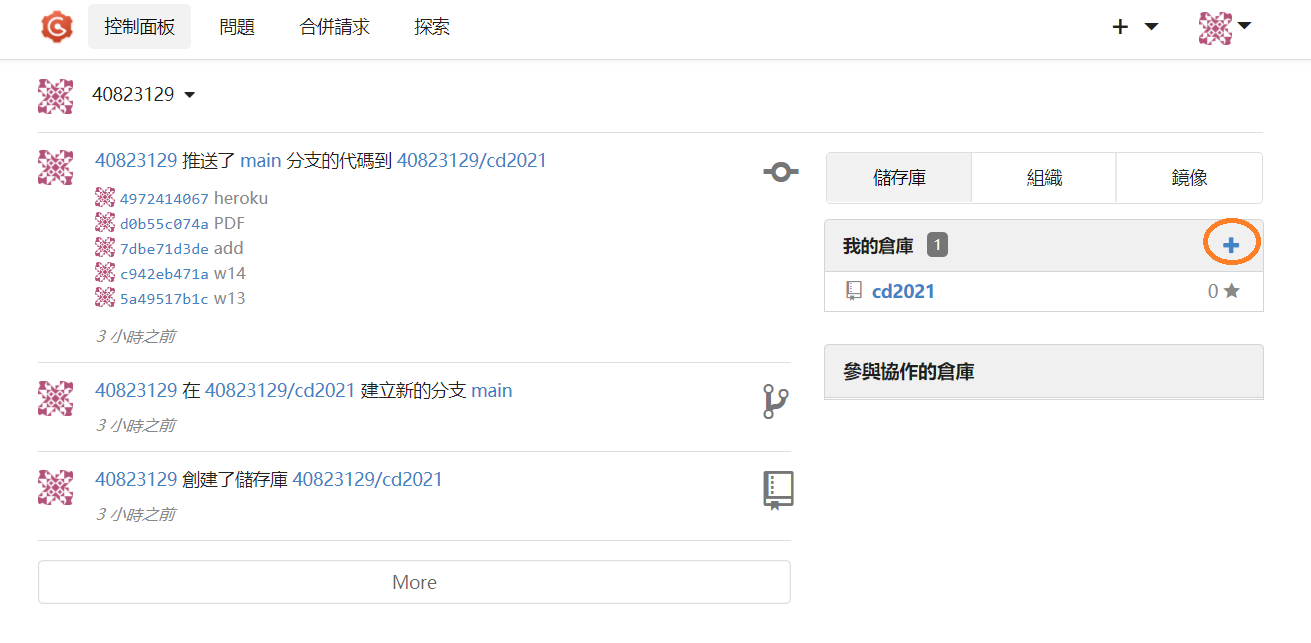 控制面板 問題 合併請求 探索
40823129
40823129 推送了 main 分支的代碼到 40823129/cd2021
4972414067 heroku
d0b55c074a PDF
7dbe71d3de add
c942eb471a w14
5a49517b1c w13
3 小時之前
40823129 在 40823129/cd2021 建立新的分支 main
3 小時之前
40823129 創建了儲存庫 40823129/cd2021
3 小時之前
More
儲存庫 組織 鏡像
我的倉庫 1
cd2021 0
參與協作的倉庫